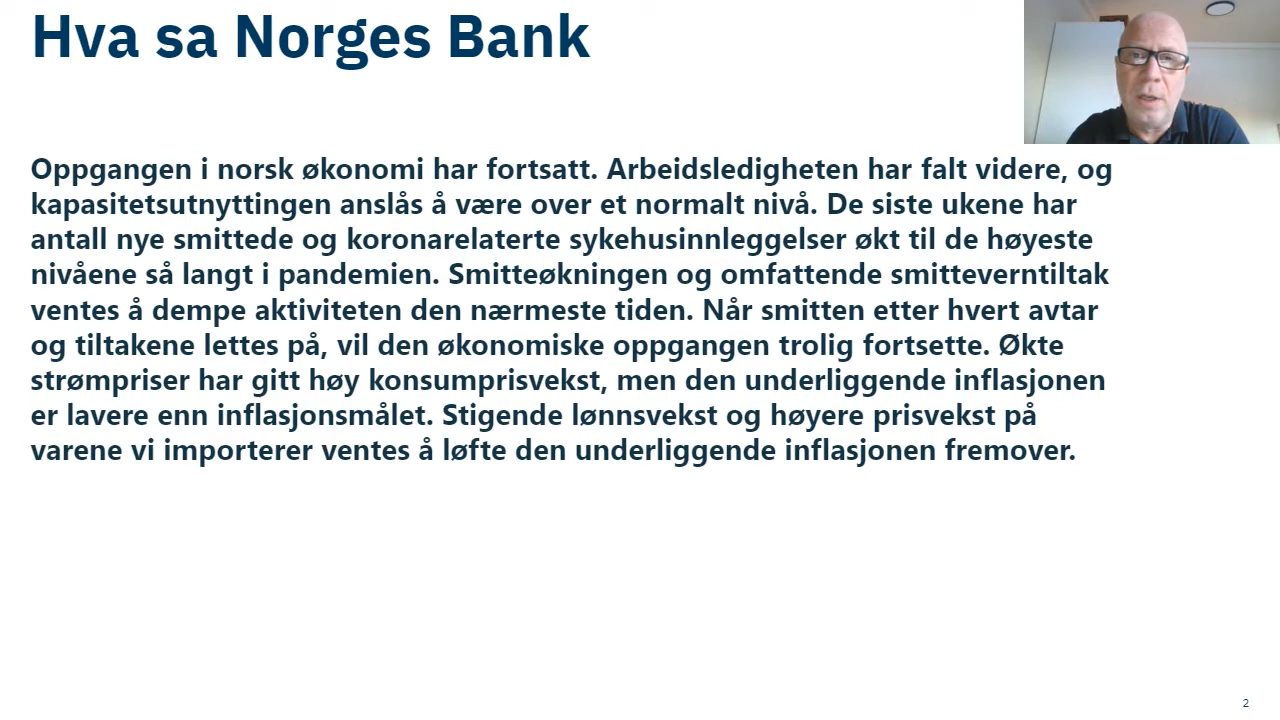 Hva sa Norges Bank
Oppgangen i norsk økonomi har fortsatt. Arbeidsledigheten har falt videre, og
kapasitetsutnyttingen anslås å være over et normalt nivå. De siste ukene har
antall nye smittede og koronarelaterte sykehusinnleggelser økt til de høyeste
nivåene så langt i pandemien. Smitteøkningen og omfattende smitteverntiltak
ventes å dempe aktiviteten den nærmeste tiden. Når smitten etter hvert avtar
og tiltakene lettes på, vil den økonomiske oppgangen trolig fortsette. Økte
strømpriser har gitt høy konsumprisvekst, men den underliggende inflasjonen
er lavere enn inflasjonsmålet. Stigende lønnsvekst og høyere prisvekst på
varene vi importerer ventes å løfte den underliggende inflasjonen fremover.
2